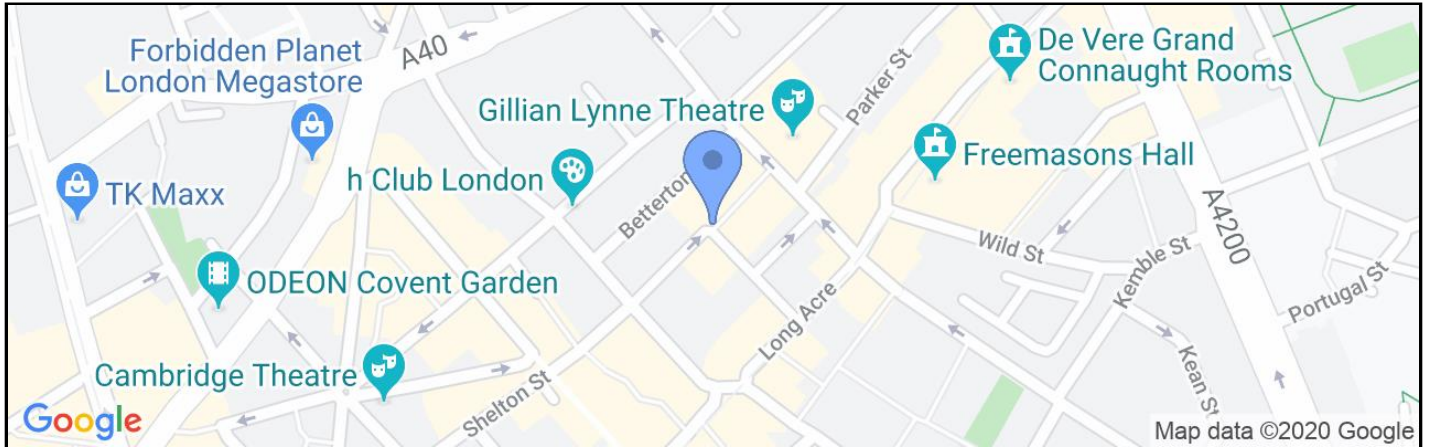 Forbidden Planet
London Megastore
A40
Gillian Lynne Theatre
Parker St
De Vere Grand
Connaught Rooms
TK Maxx
h Club London
Betterton
Freemasons Hall
ODEON Covent Garden
Wild St
Kemble St
A4200
Portugal St
Long Acre
Cambridge Theatre
Shelton St
Kean St
Google
Map data ©2020 Google